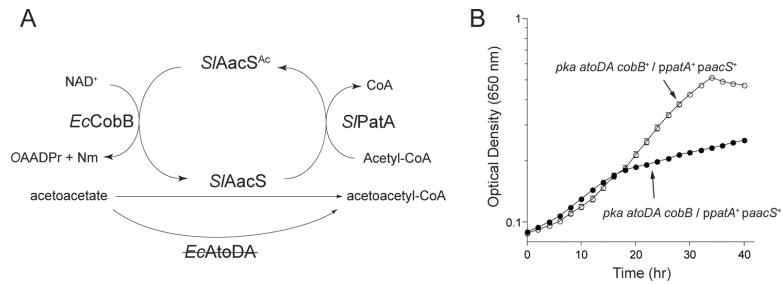 A
SlAacSᴬᶜ
NAD⁺
CoA
EcCobB
SlPatA
OAADPr + Nm
Acetyl-CoA
SlAacS
acetoacetate
acetoacetyl-CoA
EcAtoDA
B
Optical Density (650 nm)
1
0.1
pka atoDA cobB⁺ / ppatA⁺ paacS⁺
pka atoDA cobB / ppatA⁺ paacS⁺
0 10 20 30 40
Time (hr)